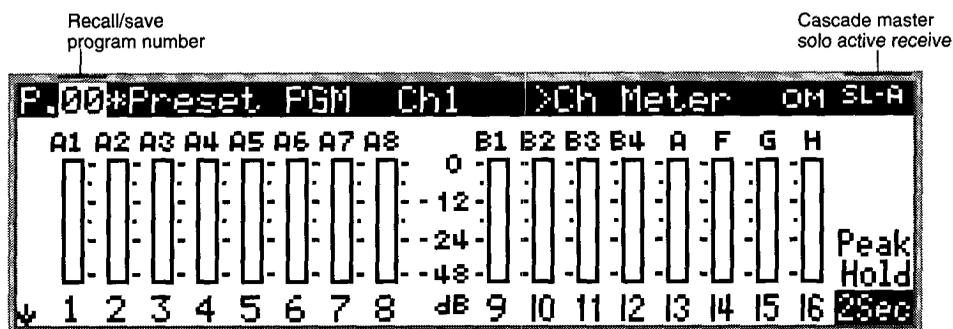 Recall/save
program number
Cascade master
solo active receive
P.00*Preset PGM Ch1 >Ch Meter OM SL-A
A1 A2 A3 A4 A5 A6 A7 A8 B1 B2 B3 B4 A F G H
0
-12-
-24-
-48-
Peak
Hold
↓ 1 2 3 4 5 6 7 8 dB 9 10 11 12 13 14 15 16 2Sec